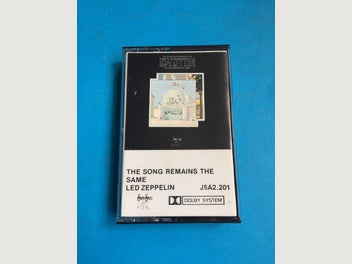 THE SONG REMAINS THE
SAME
LED ZEPPELIN J5A2.201
DOLBY SYSTEM